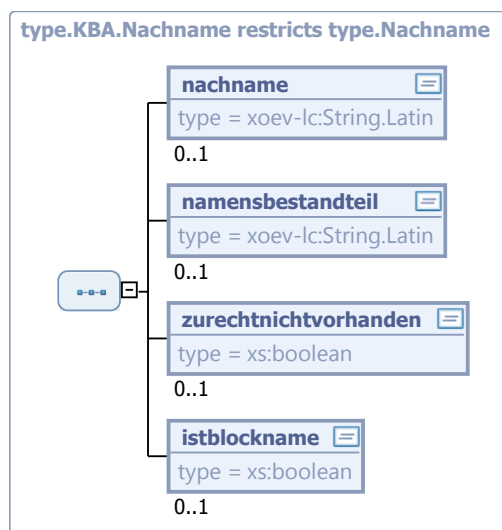 type.KBA.Nachname restricts type.Nachname
nachname
type = xoev-lc:String.Latin
0..1
namensbestandteil
type = xoev-lc:String.Latin
0..1
zurechtnichtvorhanden
type = xs:boolean
0..1
istblockname
type = xs:boolean
0..1